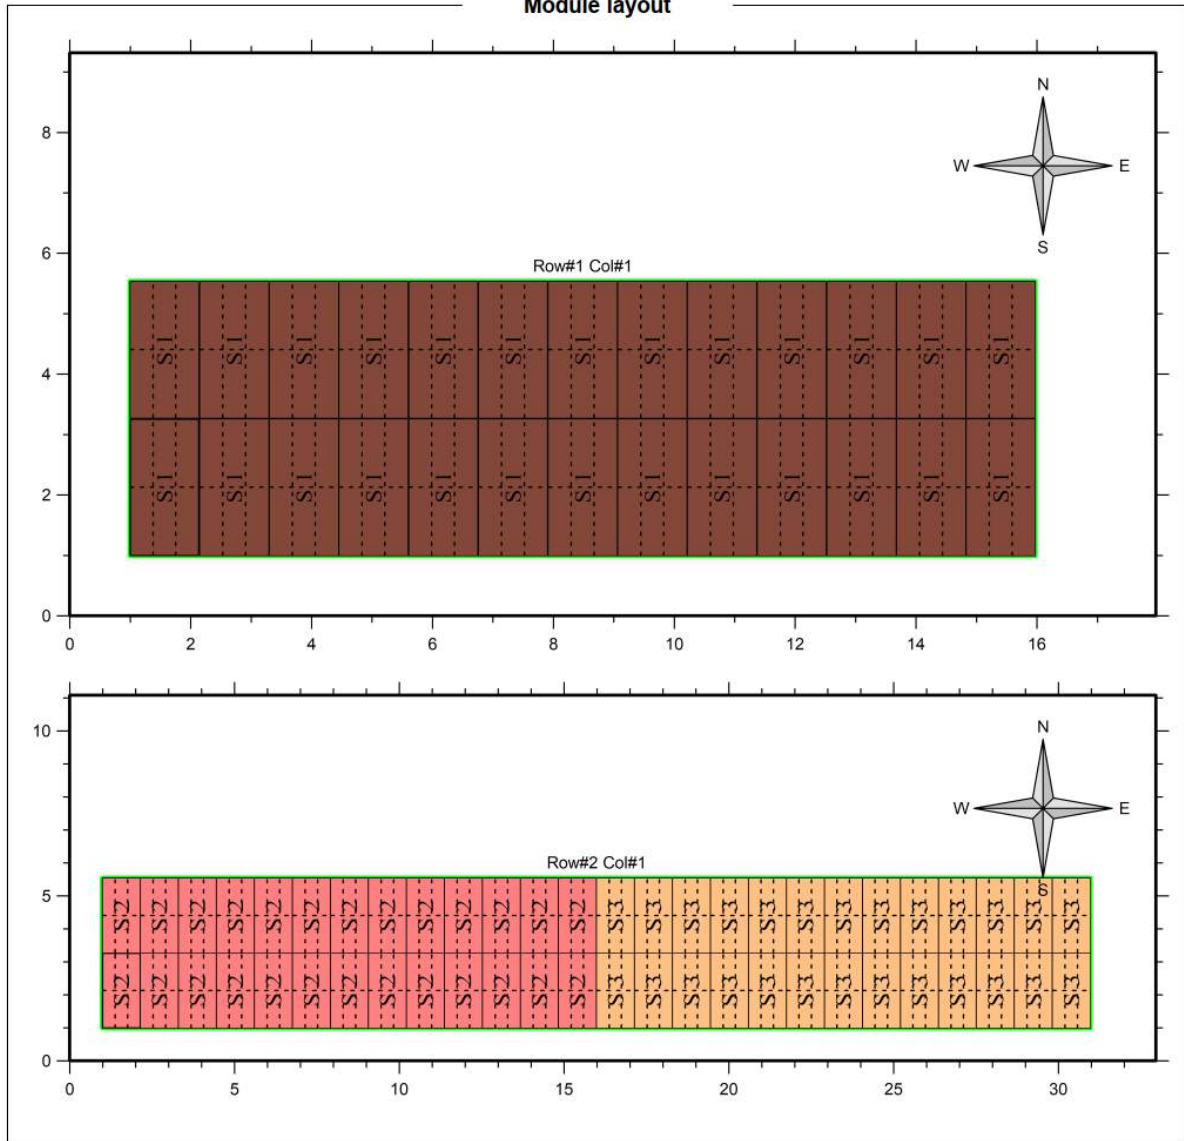 Module layout
N
8
W E
6
S
Row#1 Col#1
S1 S1 S1 S1 S1 S1 S1 S1 S1 S1 S1 S1 S1
4
S1 S1 S1 S1 S1 S1 S1 S1 S1 S1 S1 S1 S1
2
0
0 2 4 6 8 10 12 14 16
N
10
W E
Row#2 Col#1
S
5
S2 S2 S2 S2 S2 S2 S2 S2 S2 S2 S2 S2 S2 S3 S3 S3 S3 S3 S3 S3 S3 S3 S3 S3 S3 S3
S2 S2 S2 S2 S2 S2 S2 S2 S2 S2 S2 S2 S2 S3 S3 S3 S3 S3 S3 S3 S3 S3 S3 S3 S3 S3
0
0 5 10 15 20 25 30